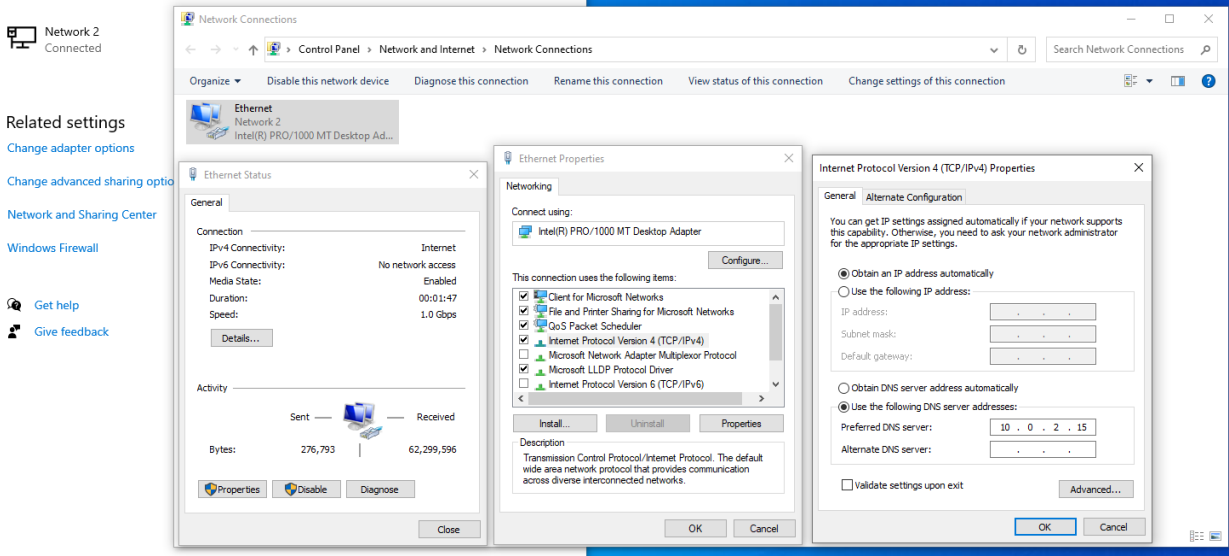 Network 2
Connected
Related settings
Change adapter options
Change advanced sharing optio
Network and Sharing Center
Windows Firewall
Get help
Give feedback
Network Connections
Control Panel > Network and Internet > Network Connections
Search Network Connections
Organize
Disable this network device
Diagnose this connection
Rename this connection
View status of this connection
Change settings of this connection
Ethernet
Network 2
Intel(R) PRO/1000 MT Desktop Ad...
Ethernet Status
General
Connection
IPv4 Connectivity: Internet
IPv6 Connectivity: No network access
Media State: Enabled
Duration: 00:01:47
Speed: 1.0 Gbps
Details...
Activity
Sent
Received
Bytes: 276,793 62,299,596
Properties
Disable
Diagnose
Close
Ethernet Properties
Networking
Connect using:
Intel(R) PRO/1000 MT Desktop Adapter
Configure...
This connection uses the following items:
Client for Microsoft Networks
File and Printer Sharing for Microsoft Networks
QoS Packet Scheduler
Internet Protocol Version 4 (TCP/IPv4)
Microsoft Network Adapter Multiplexor Protocol
Microsoft LLDP Protocol Driver
Internet Protocol Version 6 (TCP/IPv6)
Install...
Uninstall
Properties
Description
Transmission Control Protocol/Internet Protocol. The default
wide area network protocol that provides communication
across diverse interconnected networks.
OK
Cancel
Internet Protocol Version 4 (TCP/IPv4) Properties
General
Alternate Configuration
You can get IP settings assigned automatically if your network supports
this capability. Otherwise, you need to ask your network administrator
for the appropriate IP settings.
Obtain an IP address automatically
Use the following IP address:
IP address:
Subnet mask:
Default gateway:
Obtain DNS server address automatically
Use the following DNS server addresses:
Preferred DNS server: 10 . 0 . 2 . 15
Alternate DNS server: . . .
Validate settings upon exit
Advanced...
OK
Cancel